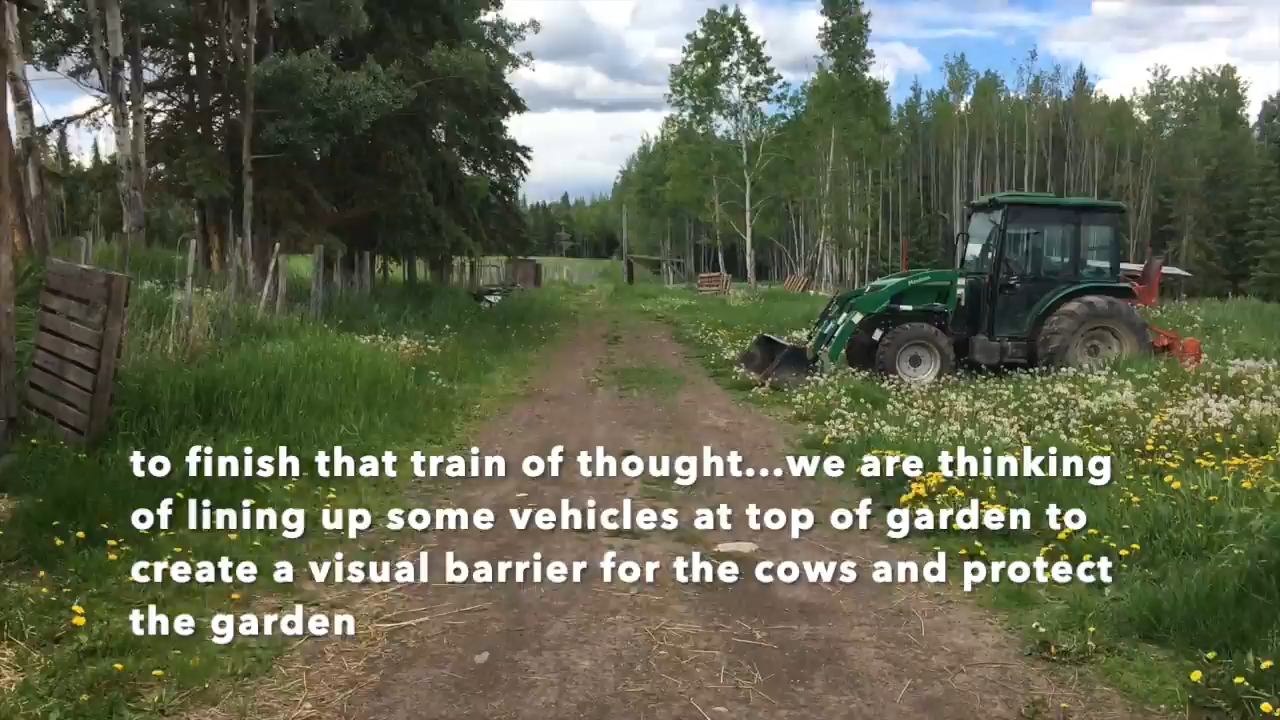 to finish that train of thought...we are thinking
of lining up some vehicles at top of garden to
create a visual barrier for the cows and protect
the garden